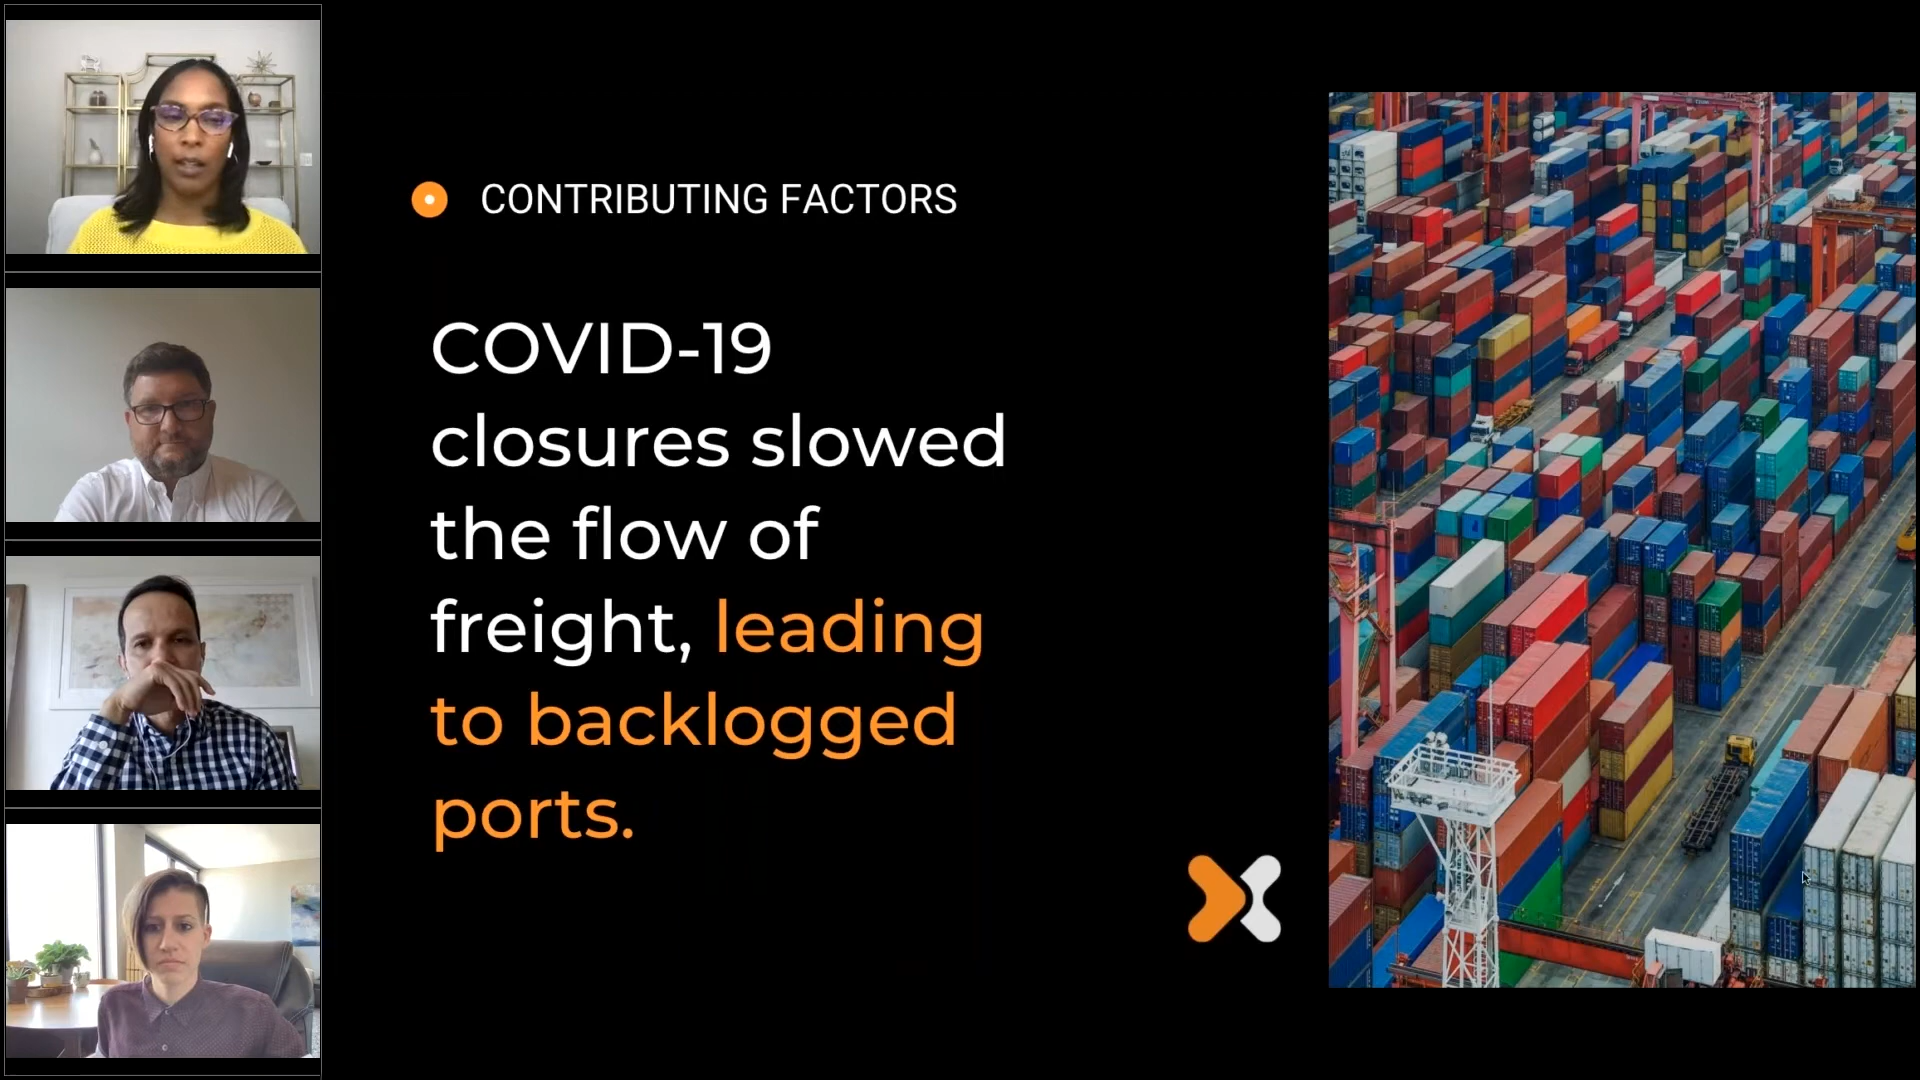 CONTRIBUTING FACTORS
COVID-19
closures slowed
the flow of
freight, leading
to backlogged
ports.